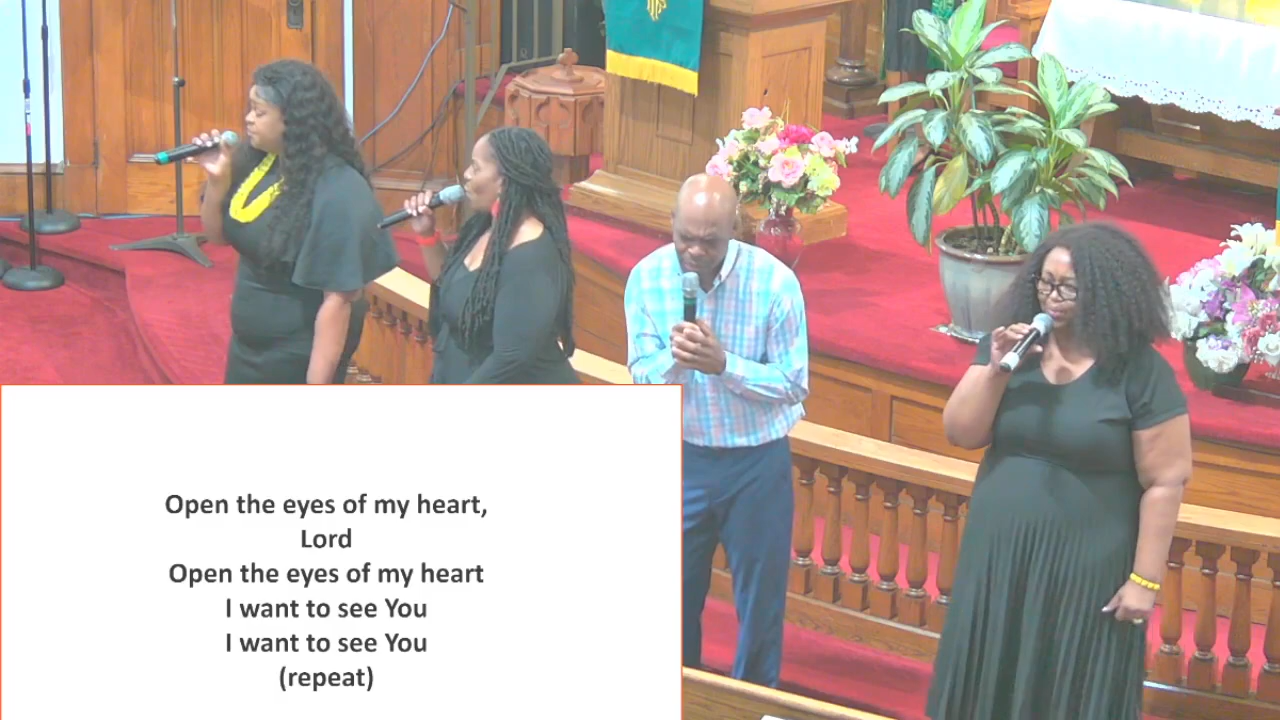 Open the eyes of my heart,
Lord
Open the eyes of my heart
I want to see You
I want to see You
(repeat)